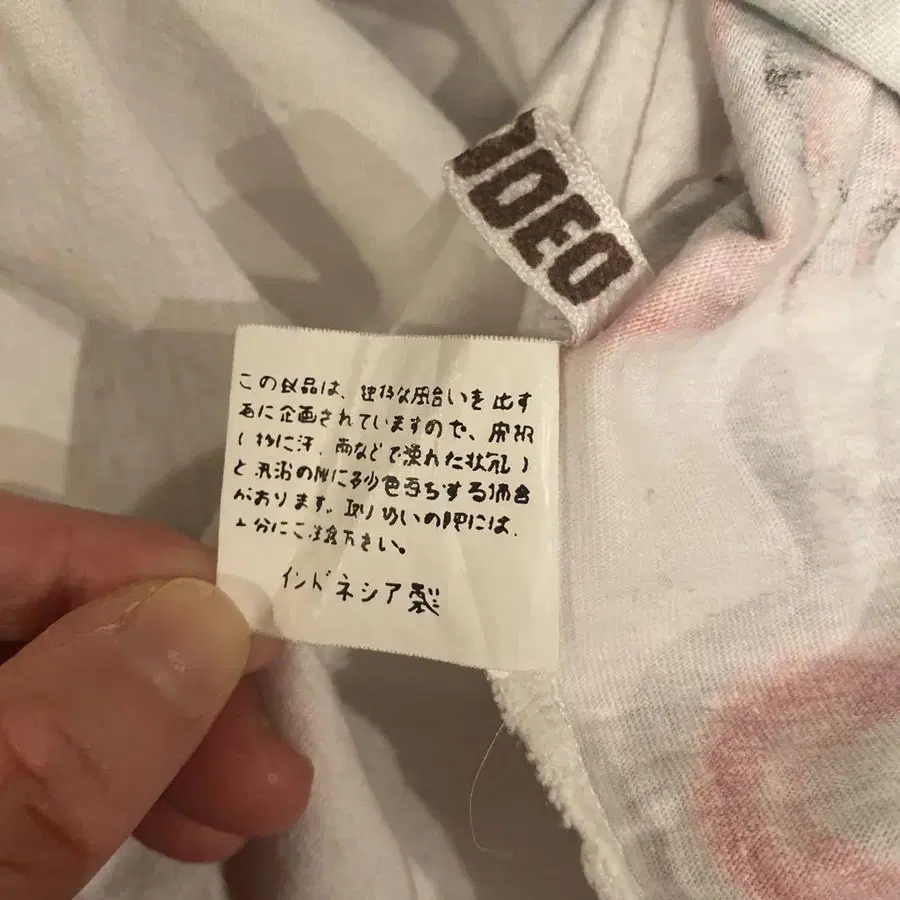 DEO
この製品は、独特な風合いを出す
為に企画されていますので、摩擦
(特に汗、雨などで濡れた状態)
と洗濯の時に多少色落ちする場合
があります。取り扱いの際には、
十分にご注意下さい。
インドネシア製